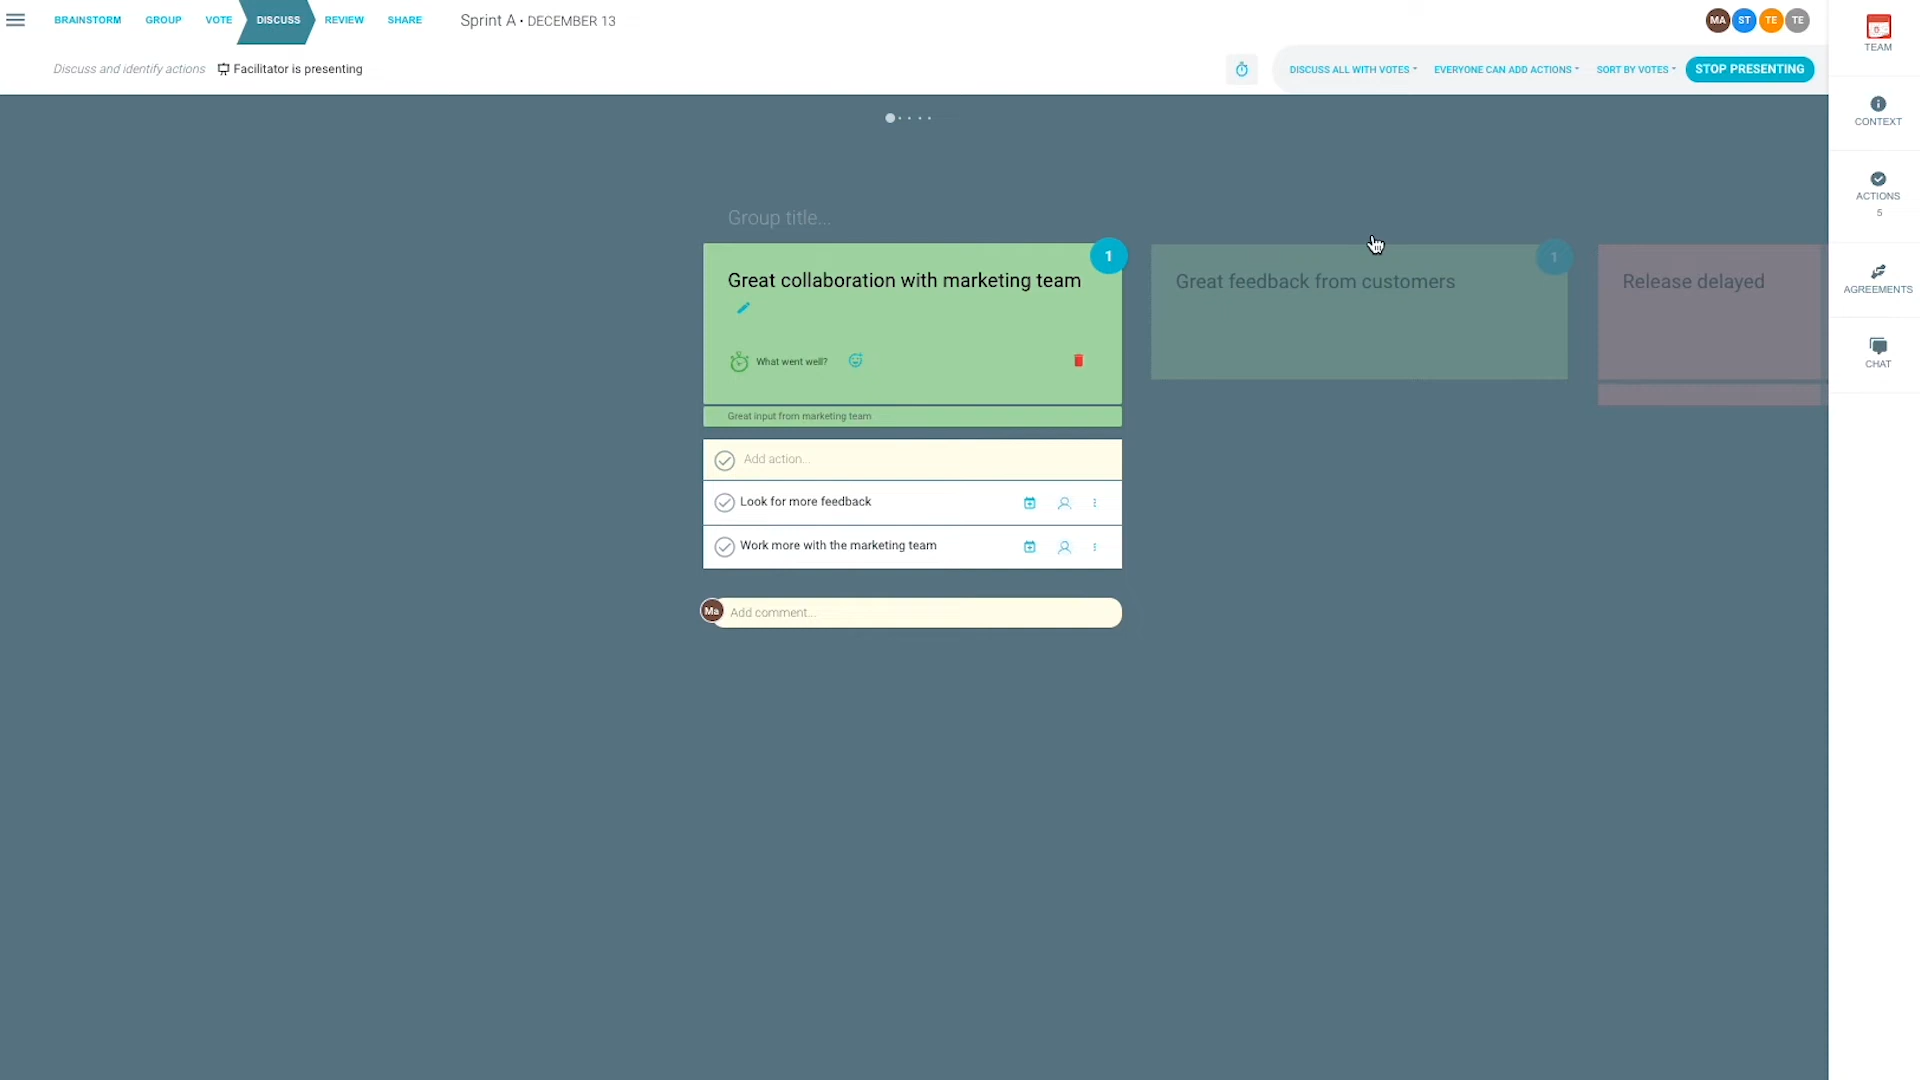 BRAINSTORM GROUP VOTE DISCUSS REVIEW SHARE Sprint A • DECEMBER 13 MA ST TE TE
TEAM
Discuss and identify actions Facilitator is presenting DISCUSS ALL WITH VOTES EVERYONE CAN ADD ACTIONS SORT BY VOTES STOP PRESENTING
CONTEXT
ACTIONS
5
Group title...
1
Great collaboration with marketing team
What went well?
Great input from marketing team
1
Great feedback from customers
Release delayed
AGREEMENTS
CHAT
Add action...
Look for more feedback
Work more with the marketing team
Ma Add comment...